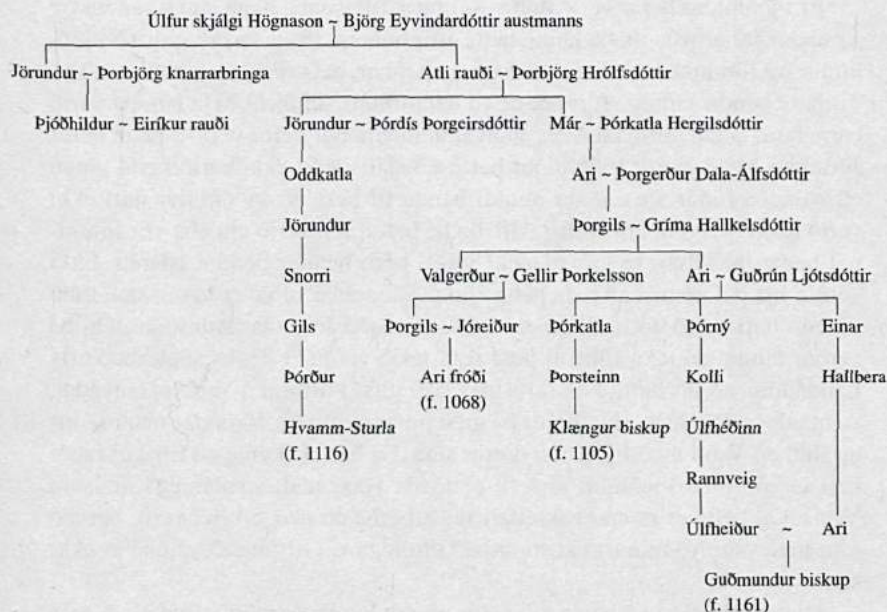 Úlfur skjálgi Högnason ~ Björg Eyvindardóttir austmanns
Jörundur ~ Þorbjörg knarrarbringa Atli rauði ~ Þorbjörg Hrólfsdóttir
Þjóðhildur ~ Eiríkur rauði Jörundur ~ Þórdís Þorgeirsdóttir Már ~ Þórkatla Hergilsdóttir
Oddkatla Ari ~ Þorgerður Dala-Álfsdóttir
Jörundur Þorgils ~ Gríma Hallkelsdóttir
Snorri Valgerður ~ Gellir Þorkelsson Ari ~ Guðrún Ljótsdóttir
Gils Þorgils ~ Jóreiður Þórkatla Þórný Einar
Þórður Ari fróði Þorsteinn Kolli Hallbera
(f. 1068)
Hvamm-Sturla Klængur biskup Úlfhéðinn
(f. 1116) (f. 1105)
Rannveig
Úlfheiður ~ Ari
Guðmundur biskup
(f. 1161)